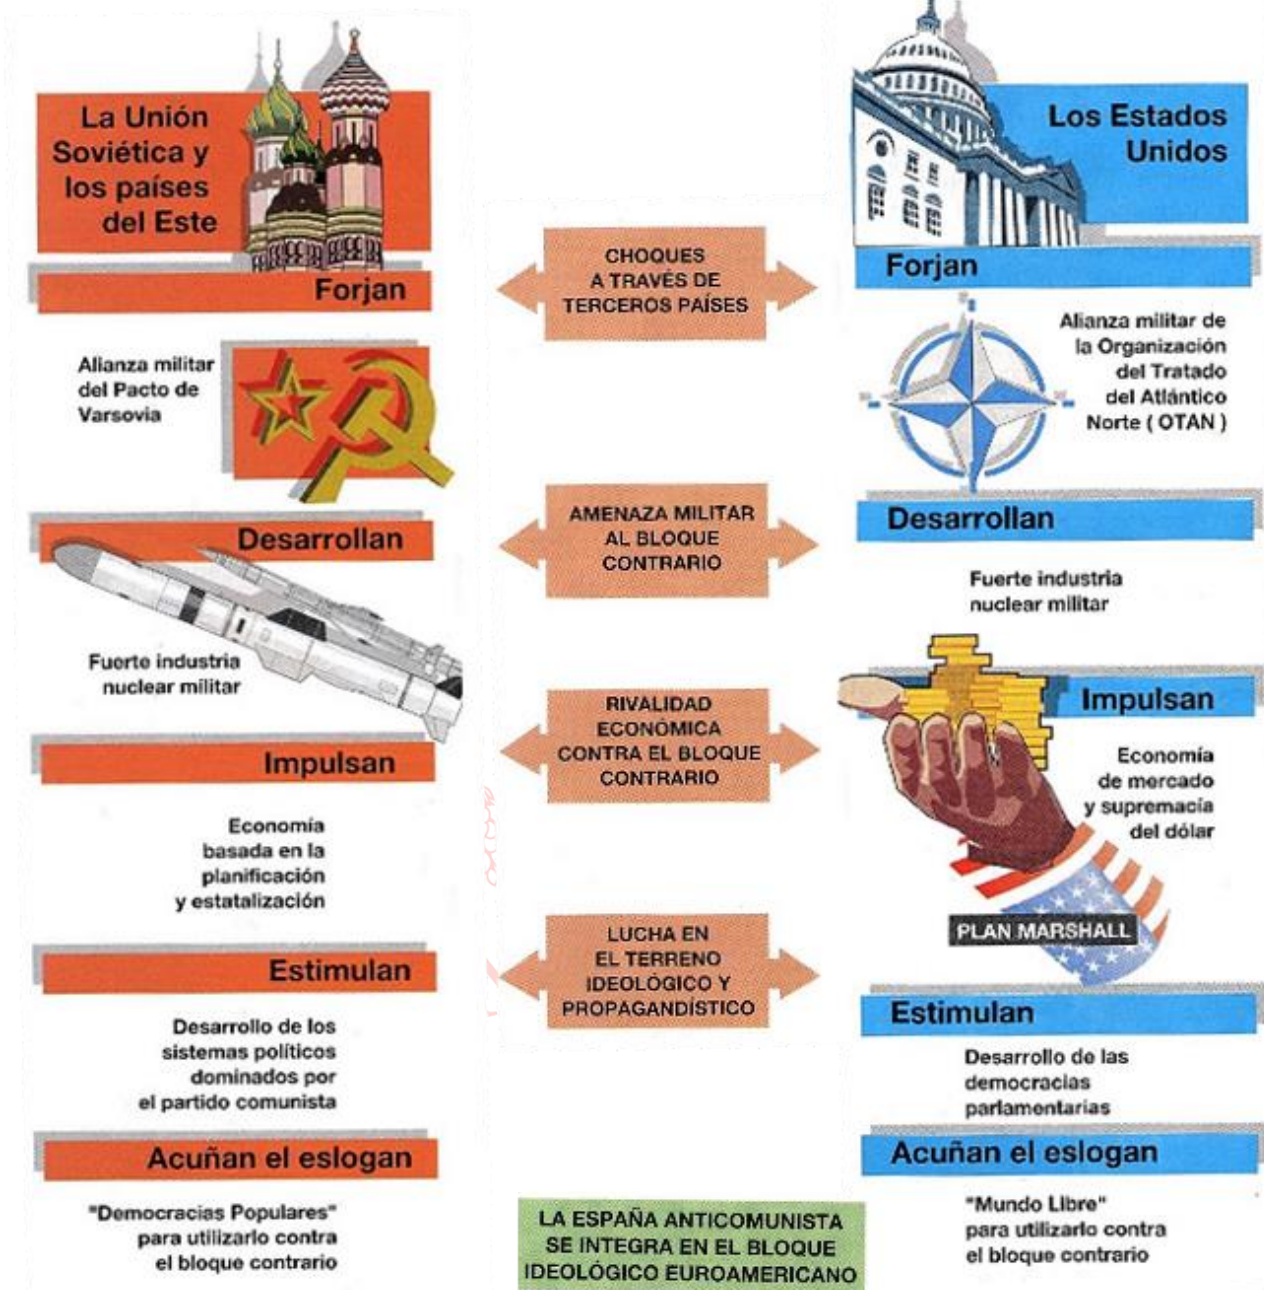 La Unión
Soviética y
los países
del Este
Forjan
Alianza militar
del Pacto de
Varsovia
Desarrollan
Fuerte industria
nuclear militar
Impulsan
Economía
basada en la
planificación
y estatalización
Estimulan
Desarrollo de los
sistemas políticos
dominados por
el partido comunista
Acuñan el eslogan
"Democracias Populares"
para utilizarlo contra
el bloque contrario
CHOQUES
A TRAVÉS DE
TERCEROS PAÍSES
AMENAZA MILITAR
AL BLOQUE
CONTRARIO
RIVALIDAD
ECONÓMICA
CONTRA EL BLOQUE
CONTRARIO
LUCHA EN
EL TERRENO
IDEOLÓGICO Y
PROPAGANDÍSTICO
LA ESPAÑA ANTICOMUNISTA
SE INTEGRA EN EL BLOQUE
IDEOLÓGICO EUROAMERICANO
Los Estados
Unidos
Forjan
Alianza militar de
la Organización
del Tratado
del Atlántico
Norte ( OTAN )
Desarrollan
Fuerte industria
nuclear militar
Impulsan
Economía
de mercado
y supremacía
del dólar
PLAN MARSHALL
Estimulan
Desarrollo de las
democracias
parlamentarias
Acuñan el eslogan
"Mundo Libre"
para utilizarlo contra
el bloque contrario